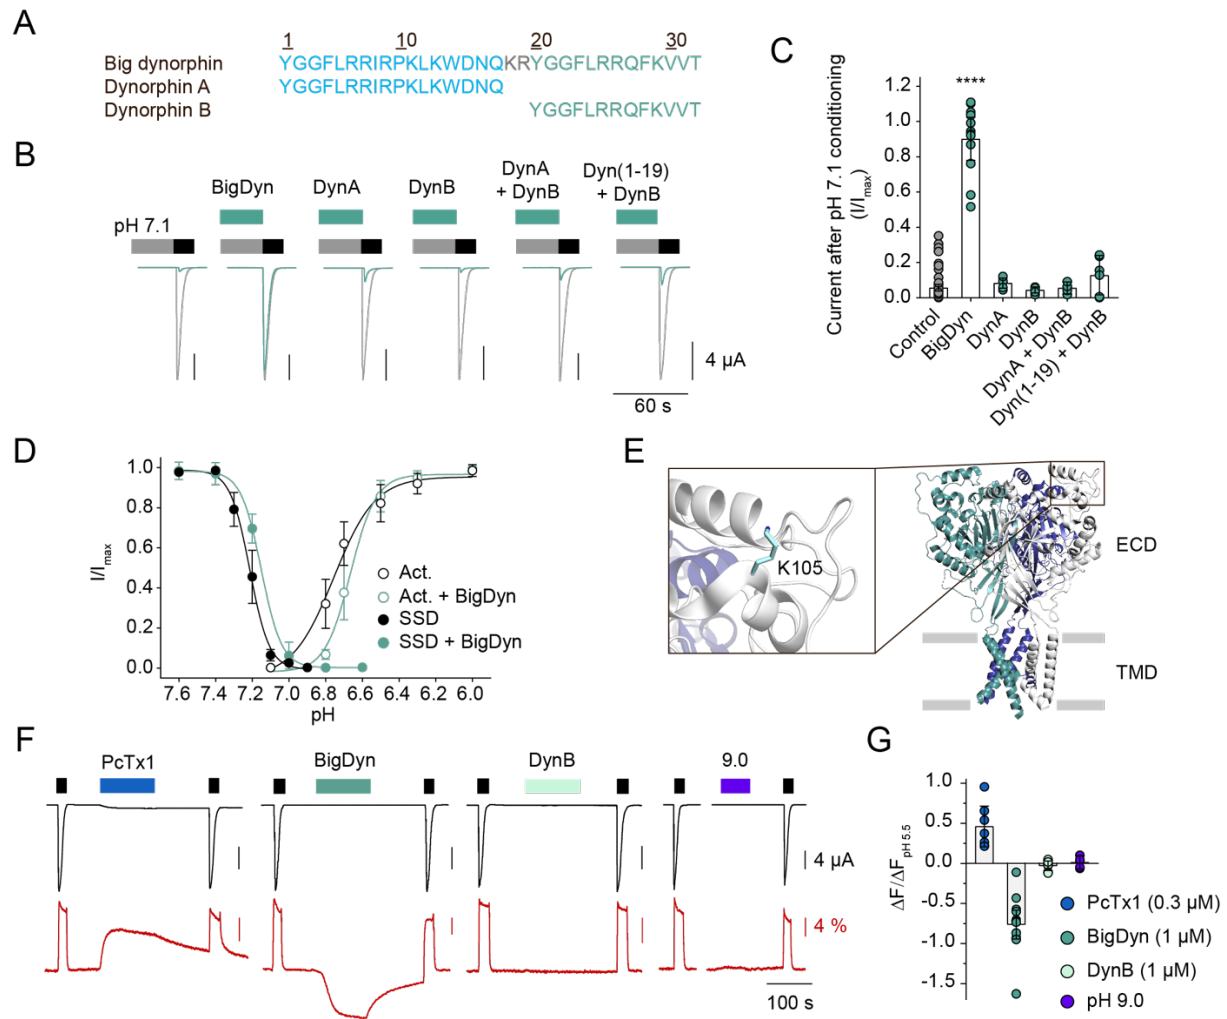 A
1 10 20 30
Big dynorphin YGGFLRRIRPKLKWDNQKRYGGFLRRQFKVVT
Dynorphin A YGGFLRRIRPKLKWDNQ
Dynorphin B YGGFLRRQFKVVT
B
pH 7.1
BigDyn
DynA
DynB
DynA
+ DynB
Dyn(1-19)
+ DynB
4 µA
60 s
C
Current after pH 7.1 conditioning
(I/Imax)
1.2
1.0
0.8
0.6
0.4
0.2
0.0
****
Control
BigDyn
DynA
DynB
DynA + DynB
Dyn(1-19) + DynB
D
I/Imax
1.0
0.8
0.6
0.4
0.2
0.0
7.6 7.4 7.2 7.0 6.8 6.6 6.4 6.2 6.0
pH
Act.
Act. + BigDyn
SSD
SSD + BigDyn
E
K105
ECD
TMD
F
PcTx1
BigDyn
DynB
9.0
4 µA
4 %
100 s
G
ΔF/ΔFpH 5.5
1.0
0.5
0.0
-0.5
-1.0
-1.5
PcTx1 (0.3 µM)
BigDyn (1 µM)
DynB (1 µM)
pH 9.0